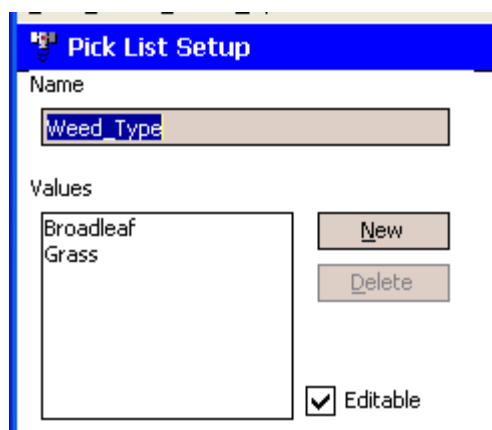 Pick List Setup
Name
Weed_Type
Values
Broadleaf
New
Grass
Delete
Editable